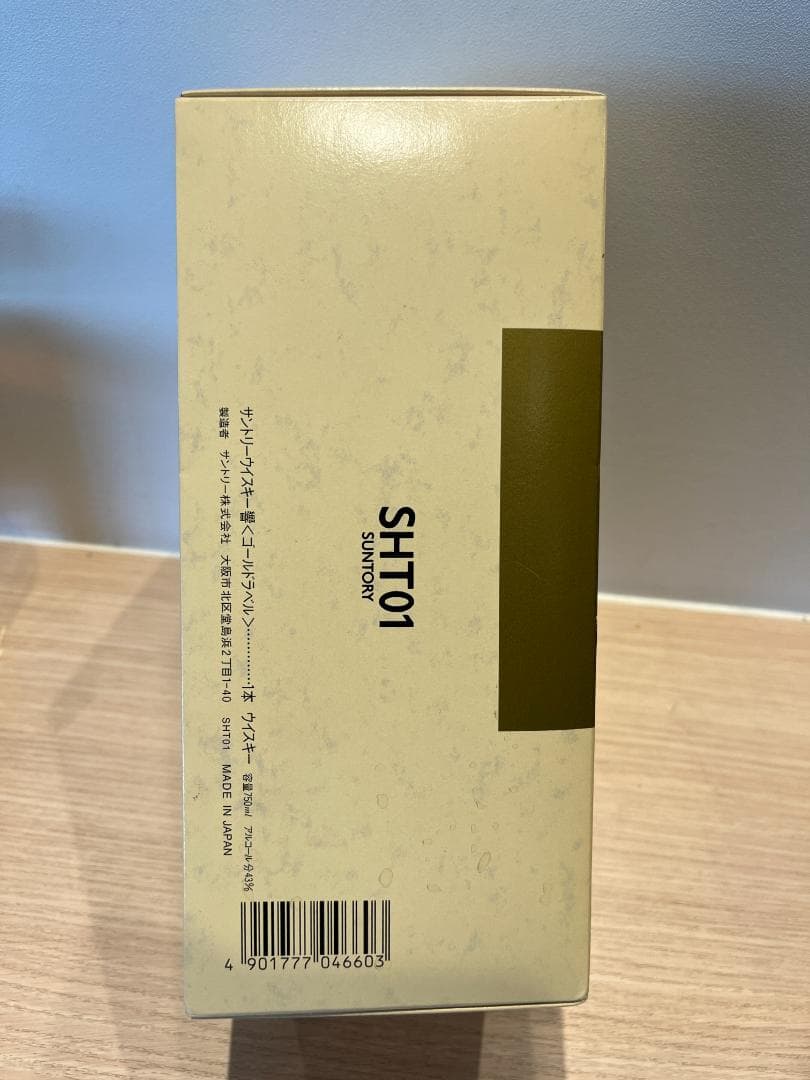 SHT01
SUNTORY
サントリーウイスキー響〈ゴールドラベル〉…………1本 ウイスキー 容量750ml アルコール分43%
製造者 サントリー株式会社 大阪市北区堂島浜2丁目1-40 SHT01 MADE IN JAPAN
4 901777 046603